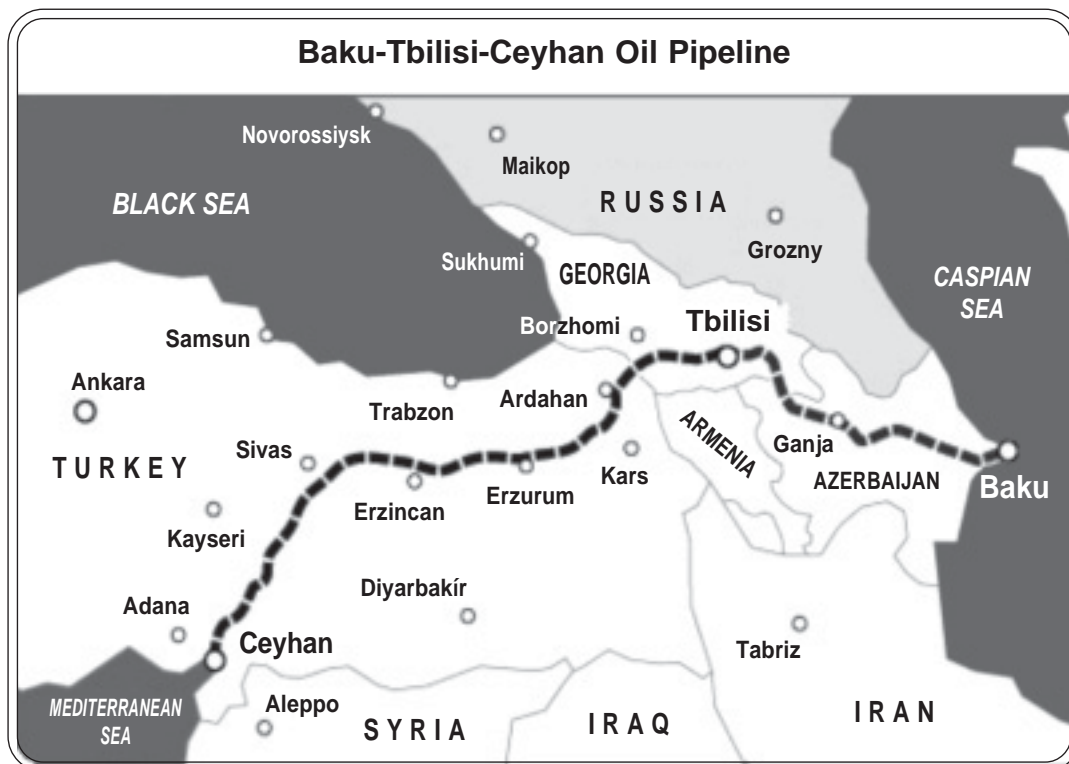 Baku-Tbilisi-Ceyhan Oil Pipeline
Novorossiysk
Maikop
BLACK SEA
RUSSIA
Sukhumi
GEORGIA
Grozny
CASPIAN
SEA
Borzhomi
Tbilisi
Samsun
Ankara
Trabzon
Ardahan
ARMENIA
Ganja
Sivas
TURKEY
Kars
AZERBAIJAN
Baku
Erzincan
Erzurum
Kayseri
Diyarbakír
Adana
Ceyhan
Tabriz
MEDITERRANEAN
SEA
Aleppo
SYRIA
IRAQ
IRAN